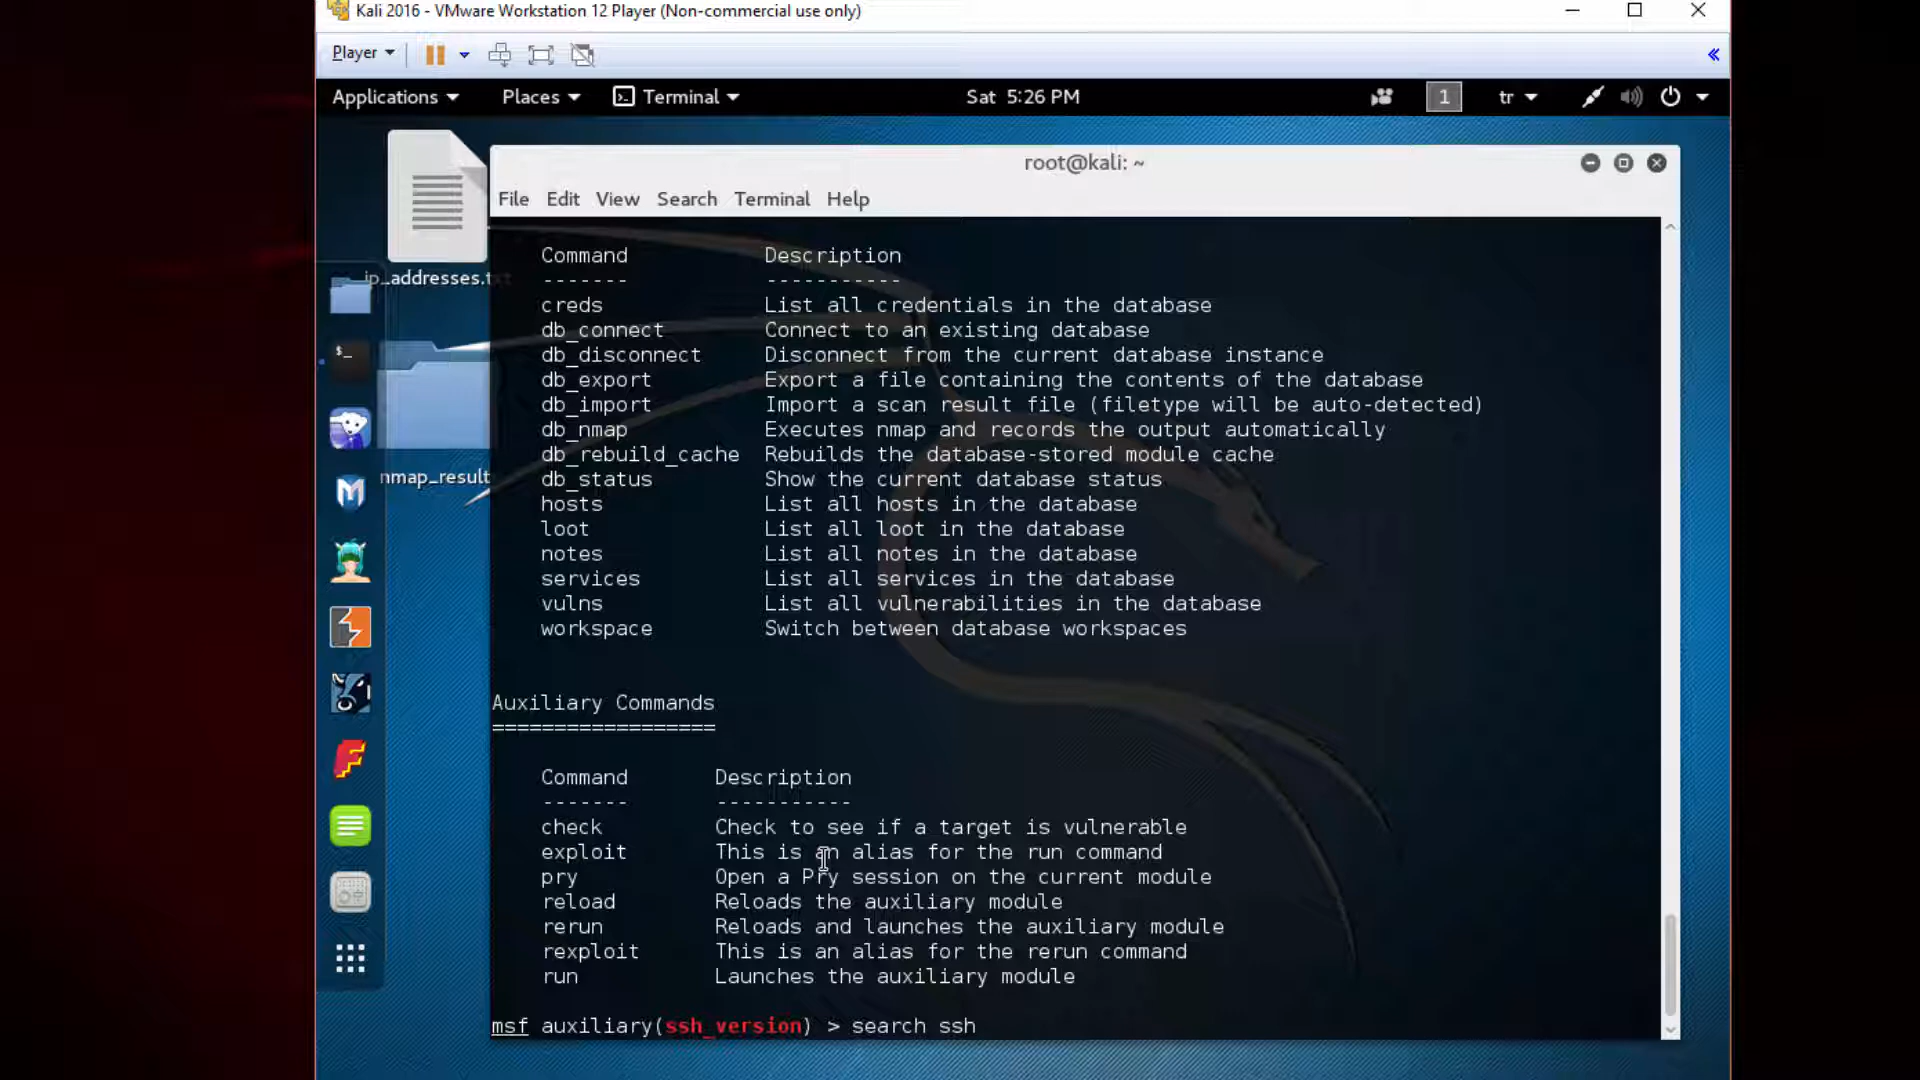 Kali 2016 - VMware Workstation 12 Player (Non-commercial use only)
Player
Applications Places Terminal Sat 5:26 PM 1 tr
root@kali: ~
File Edit View Search Terminal Help
ip_addresses.t
nmap_result
Command Description
------- -----------
creds List all credentials in the database
db_connect Connect to an existing database
db_disconnect Disconnect from the current database instance
db_export Export a file containing the contents of the database
db_import Import a scan result file (filetype will be auto-detected)
db_nmap Executes nmap and records the output automatically
db_rebuild_cache Rebuilds the database-stored module cache
db_status Show the current database status
hosts List all hosts in the database
loot List all loot in the database
notes List all notes in the database
services List all services in the database
vulns List all vulnerabilities in the database
workspace Switch between database workspaces
Auxiliary Commands
==================
Command Description
------- -----------
check Check to see if a target is vulnerable
exploit This is an alias for the run command
pry Open a Pry session on the current module
reload Reloads the auxiliary module
rerun Reloads and launches the auxiliary module
rexploit This is an alias for the rerun command
run Launches the auxiliary module
msf auxiliary(ssh_version) > search ssh